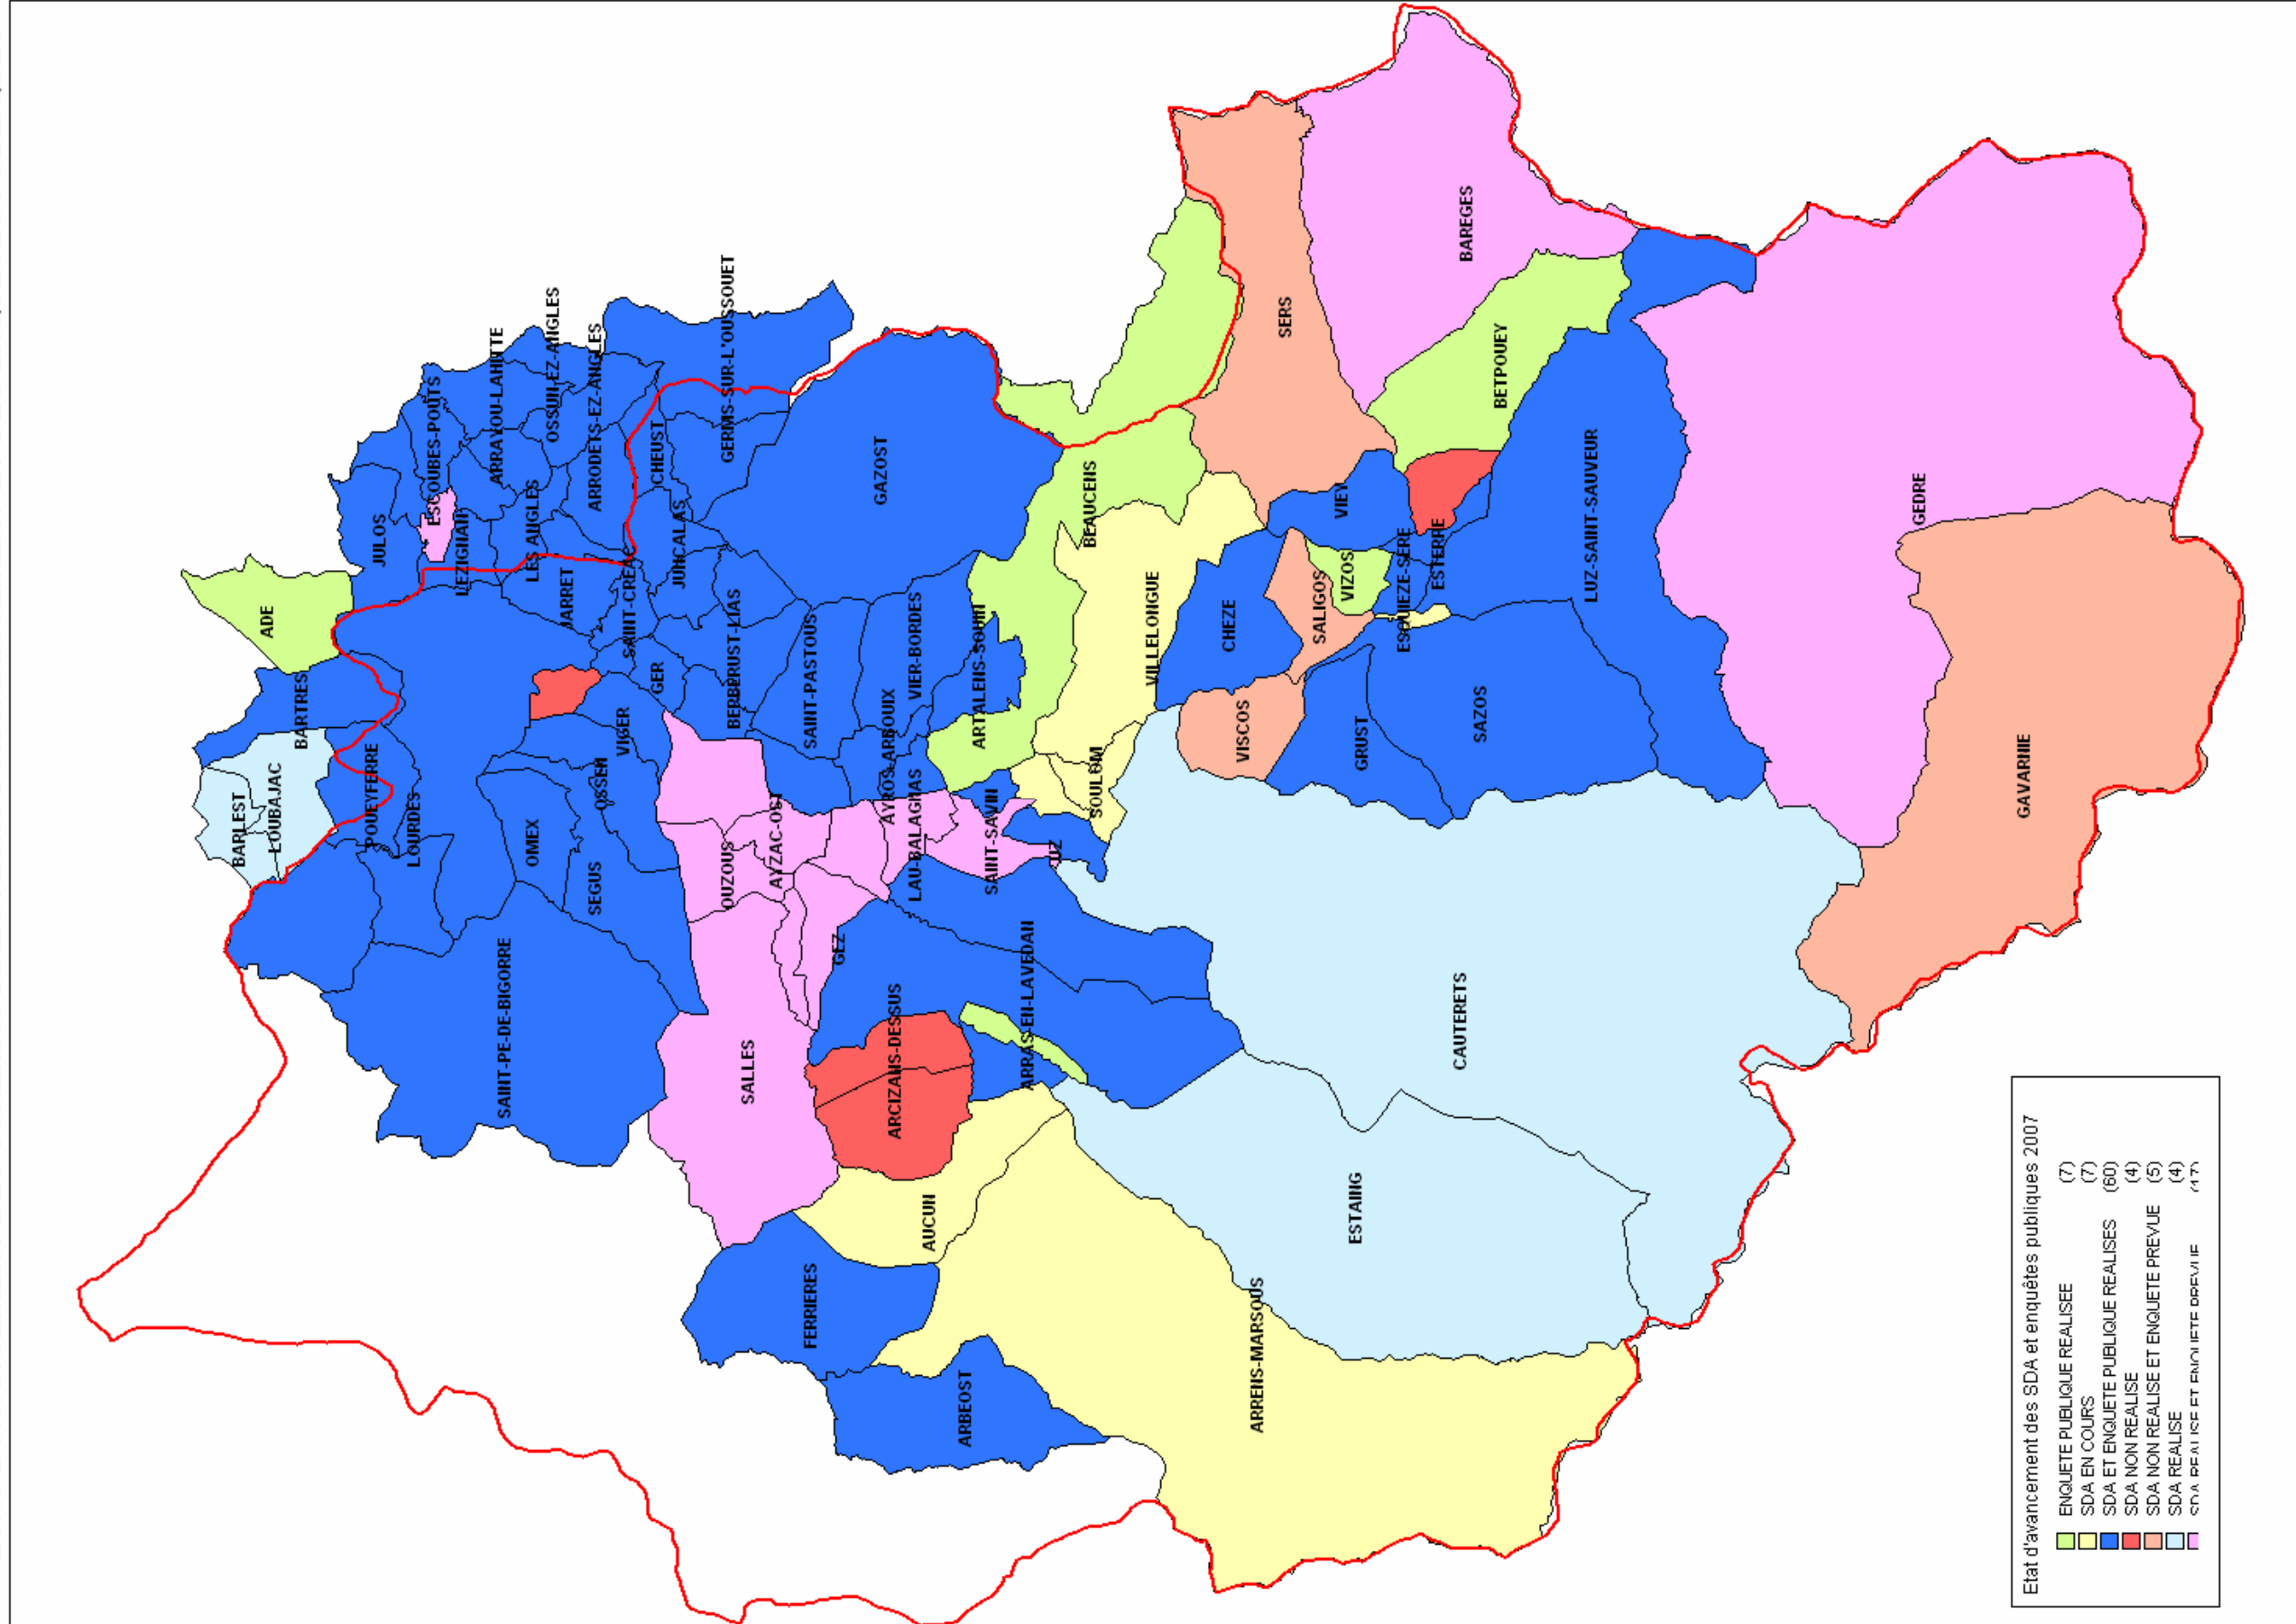 ADE
BARTRES
LOUBAJAC
BARLEST
JULOS
POUEYFERRE
LOURDES
ESCOUBES-POUTS
LEZIGNAN
ARRAYOU-LAHITTE
LES ANGLES
OSSUN-EZ-ANGLES
ARRODETS-EZ-ANGLES
JARRET
OMEX
SEGUS
OSSEN
VIGER
SAINT-PE-DE-BIGORRE
SAINT-CREAC
GER
CHEUST
JUNCALAS
GERMS-SUR-L'OUSSOUET
BERBERUST-LIAS
OUZOUS
SALLES
AYZAC-OST
SAINT-PASTOUS
GEZ
FERRIERES
GAZOST
AYROS-ARBOUIX
VIER-BORDES
LAU-BALAGNAS
ARCIZANS-DESSUS
AUCUN
ARBEOST
ARTALENS-SOUIN
SAINT-SAVIN
ARRAS-EN-LAVEDAN
UZ
BEAUCENS
SOULOM
VILLELONGUE
CHEZE
VISCOS
ARRENS-MARSOUS
SERS
SALIGOS
VIZOS
VIEY
GRUST
ESTAING
ESQUIEZE-SERE
ESTERRE
BAREGES
BETPOUEY
SAZOS
CAUTERETS
LUZ-SAINT-SAUVEUR
GEDRE
GAVARNIE
Etat d'avancement des SDA et enquêtes publiques 2007
ENQUETE PUBLIQUE REALISEE (7)
SDA EN COURS (7)
SDA ET ENQUETE PUBLIQUE REALISES (60)
SDA NON REALISE (4)
SDA NON REALISE ET ENQUETE PREVUE (5)
SDA REALISE (4)
SDA REALISE ET ENQUETE PREVUE (17)